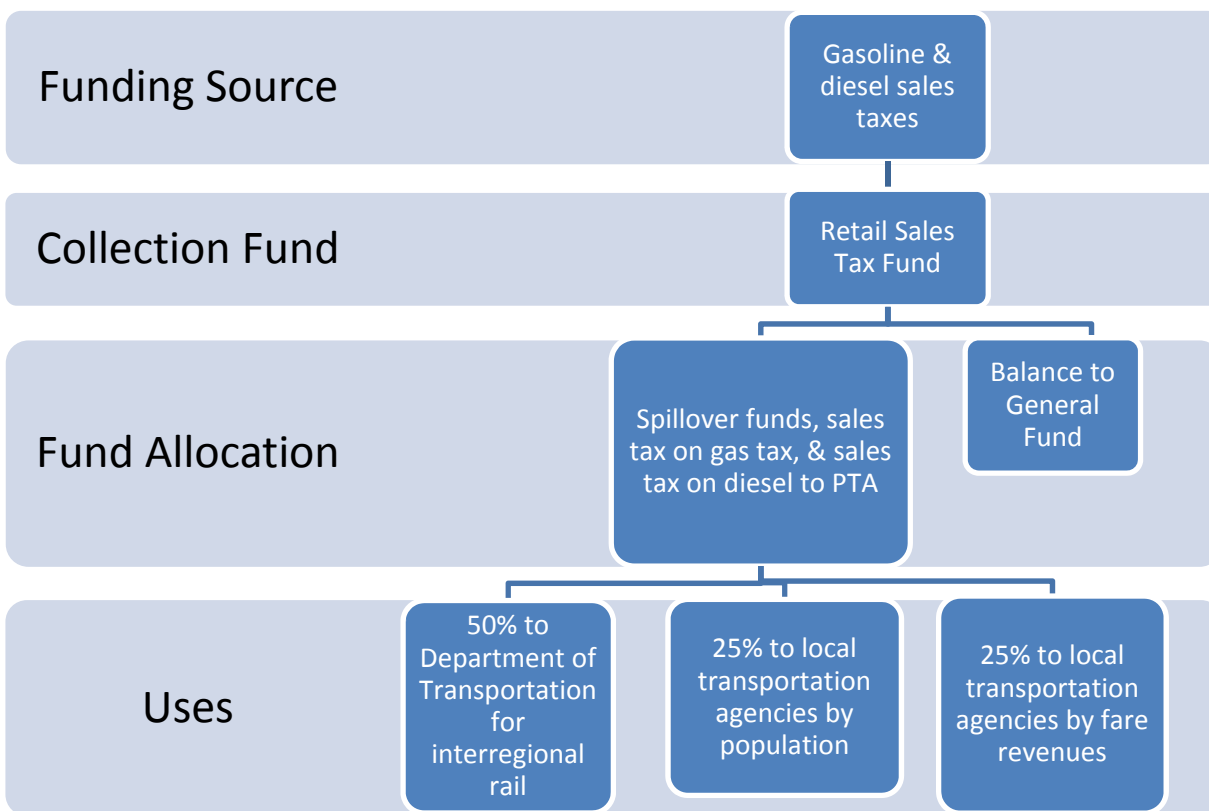 Funding Source
Gasoline &
diesel sales
taxes
Collection Fund
Retail Sales
Tax Fund
Fund Allocation
Spillover funds, sales
tax on gas tax, & sales
tax on diesel to PTA
Balance to
General
Fund
Uses
50% to
Department of
Transportation
for
interregional
rail
25% to local
transportation
agencies by
population
25% to local
transportation
agencies by fare
revenues